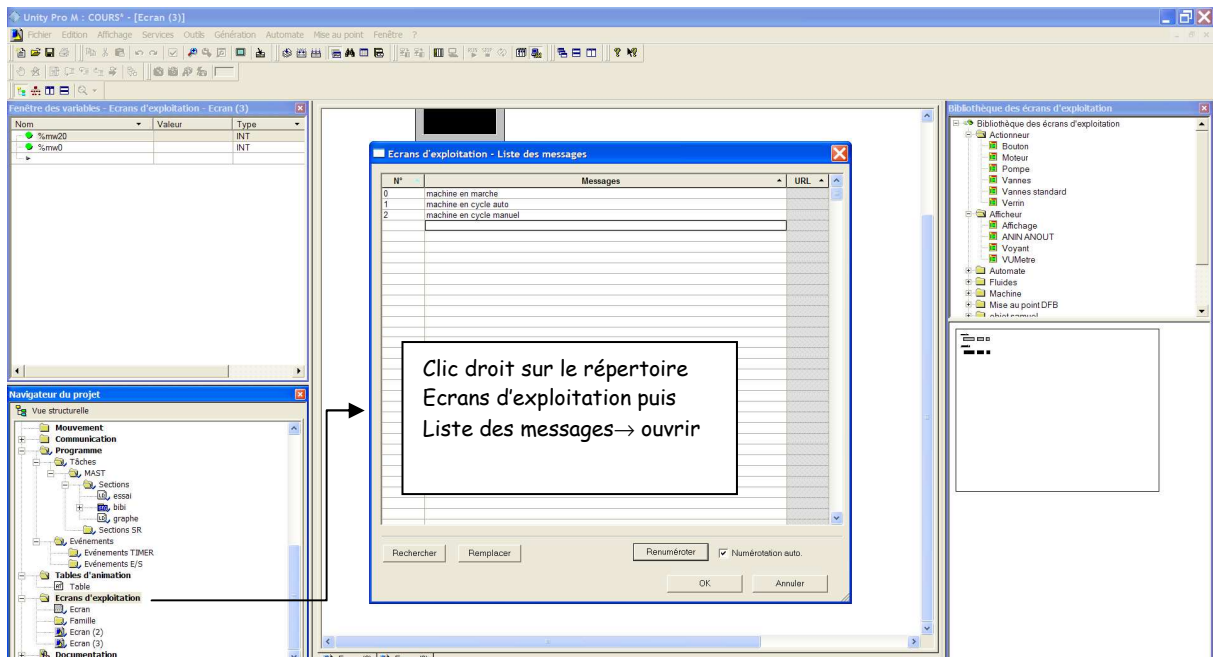 Unity Pro M : COURS* - [Ecran (3)]
Fichier Edition Affichage Services Outils Génération Automate Mise au point Fenêtre ?
Fenêtre des variables - Ecrans d'exploitation - Ecran (3)
Nom Valeur Type
%mw20 INT
%mw0 INT
Navigateur du projet
Vue structurelle
Mouvement
Communication
Programme
Tâches
MAST
Sections
essai
bibi
graphe
Sections SR
Evénements
Evénements TIMER
Evénements E/S
Tables d'animation
Table
Ecrans d'exploitation
Ecran
Famille
Ecran (2)
Ecran (3)
Documentation
Ecrans d'exploitation - Liste des messages
N° Messages URL
0 machine en marche
1 machine en cycle auto
2 machine en cycle manuel
Clic droit sur le répertoire
Ecrans d'exploitation puis
Liste des messages→ ouvrir
Rechercher Remplacer Renuméroter Numérotation auto.
OK Annuler
Bibliothèque des écrans d'exploitation
Bibliothèque des écrans d'exploitation
Actionneur
Bouton
Moteur
Pompe
Vannes
Vannes standard
Verrin
Afficheur
Affichage
ANIN ANOUT
Voyant
VUMetre
Automate
Fluides
Machine
Mise au point DFB
objet samuel